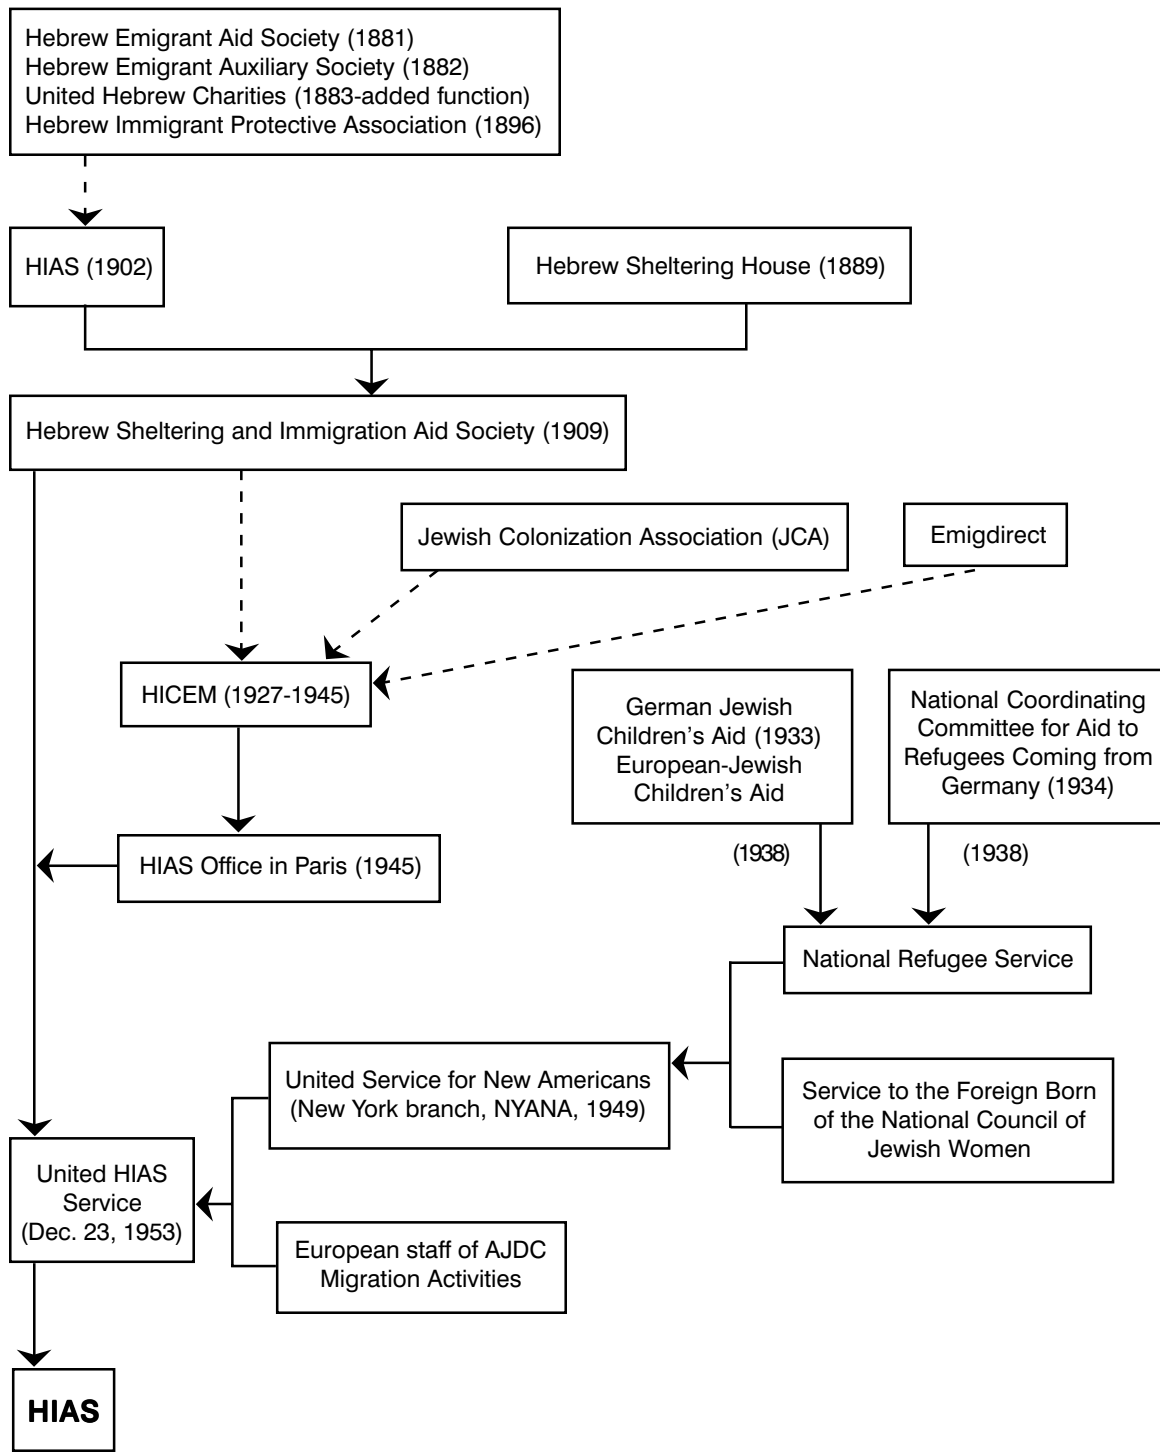 Hebrew Emigrant Aid Society (1881)
Hebrew Emigrant Auxiliary Society (1882)
United Hebrew Charities (1883-added function)
Hebrew Immigrant Protective Association (1896)
HIAS (1902)
Hebrew Sheltering House (1889)
Hebrew Sheltering and Immigration Aid Society (1909)
Jewish Colonization Association (JCA)
Emigdirect
HICEM (1927-1945)
German Jewish
Children's Aid (1933)
European-Jewish
Children's Aid
National Coordinating
Committee for Aid to
Refugees Coming from
Germany (1934)
HIAS Office in Paris (1945)
(1938)
(1938)
National Refugee Service
United Service for New Americans
(New York branch, NYANA, 1949)
Service to the Foreign Born
of the National Council of
Jewish Women
United HIAS
Service
(Dec. 23, 1953)
European staff of AJDC
Migration Activities
HIAS